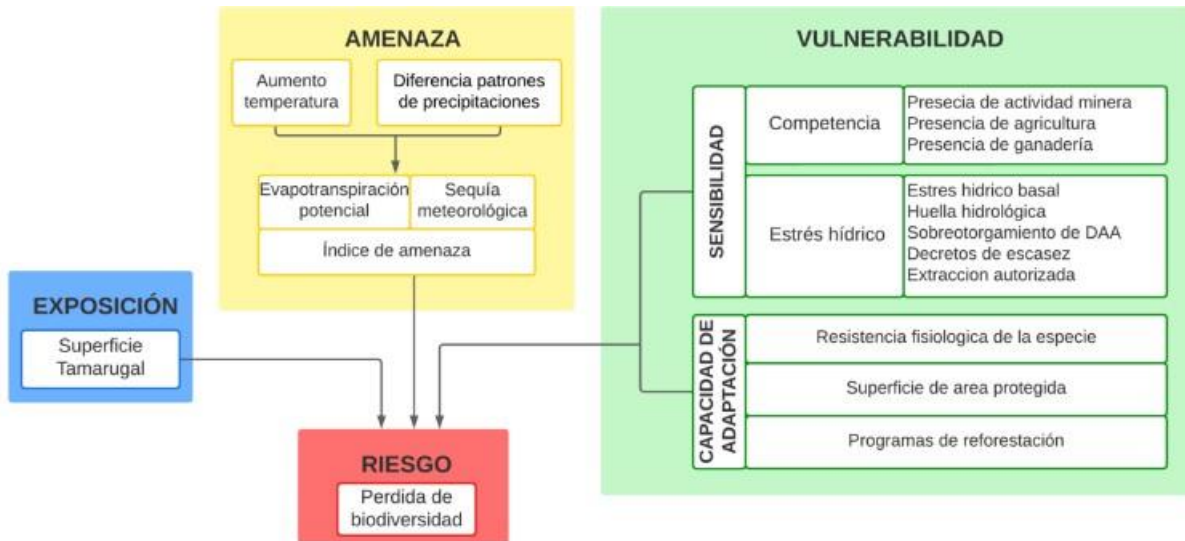 AMENAZA
Aumento
temperatura
Diferencia patrones
de precipitaciones
Evapotranspiración
potencial
Sequía
meteorológica
Índice de amenaza
EXPOSICIÓN
Superficie
Tamarugal
RIESGO
Perdida de
biodiversidad
VULNERABILIDAD
SENSIBILIDAD
Competencia
Presecia de actividad minera
Presencia de agricultura
Presencia de ganadería
Estrés hídrico
Estres hidrico basal
Huella hidrológica
Sobreotorgamiento de DAA
Decretos de escasez
Extraccion autorizada
CAPACIDAD DE
ADAPTACIÓN
Resistencia fisiologica de la especie
Superficie de area protegida
Programas de reforestación